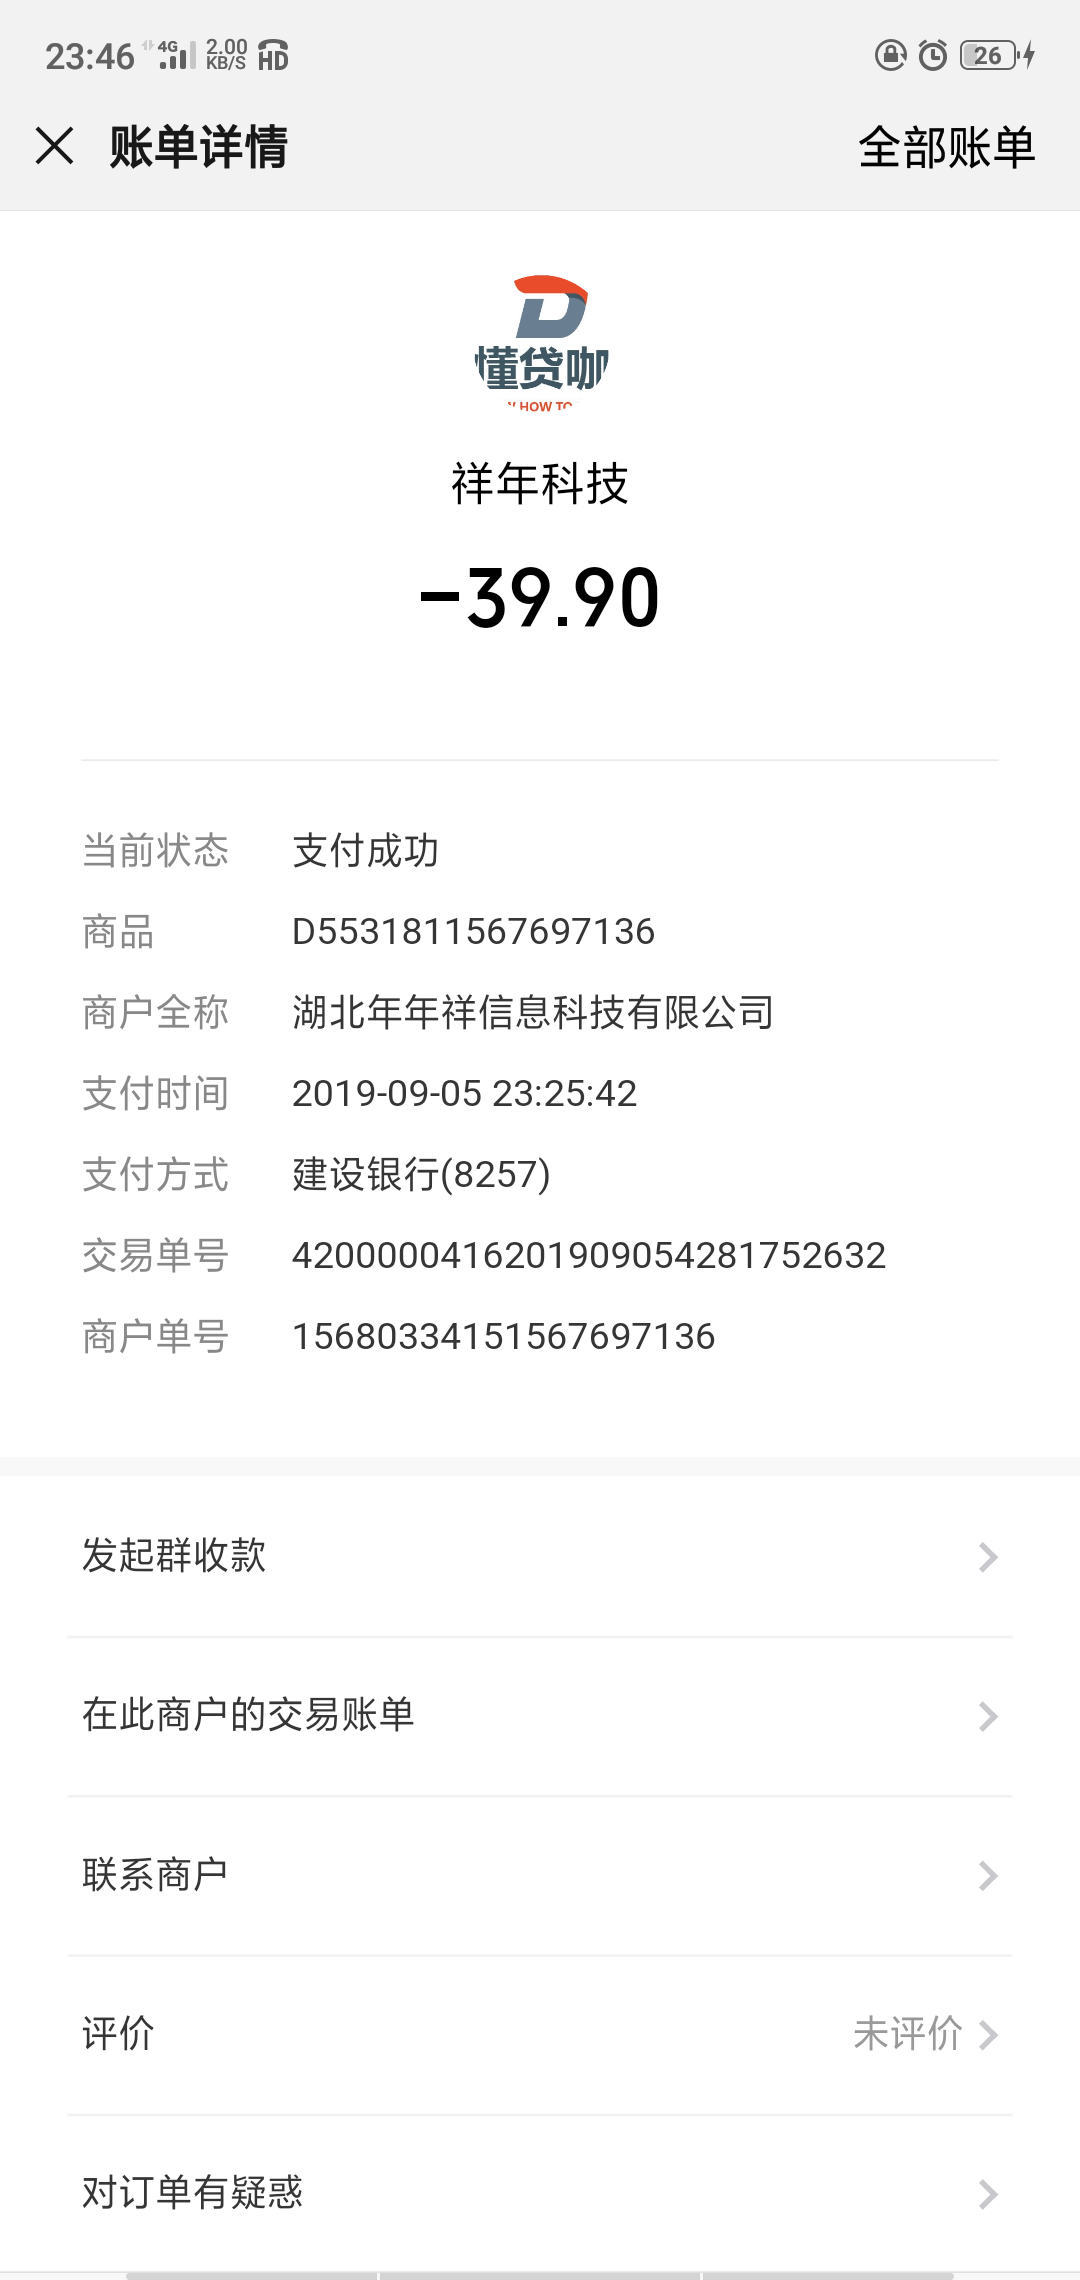 23:46 4G 2.00 KB/S HD 26
账单详情 全部账单
懂贷咖
HOW TO
祥年科技
-39.90
当前状态 支付成功
商品 D5531811567697136
商户全称 湖北年年祥信息科技有限公司
支付时间 2019-09-05 23:25:42
支付方式 建设银行(8257)
交易单号 4200000416201909054281752632
商户单号 15680334151567697136
发起群收款
在此商户的交易账单
联系商户
评价 未评价
对订单有疑惑